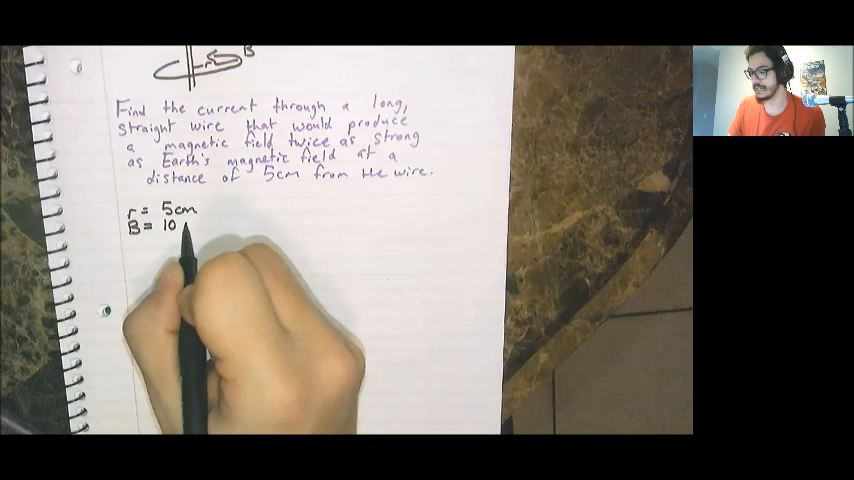 B
Find the current through a long,
straight wire that would produce
a magnetic field twice as strong
as Earth's magnetic field at a
distance of 5cm from the wire.
r = 5cm
B = 10